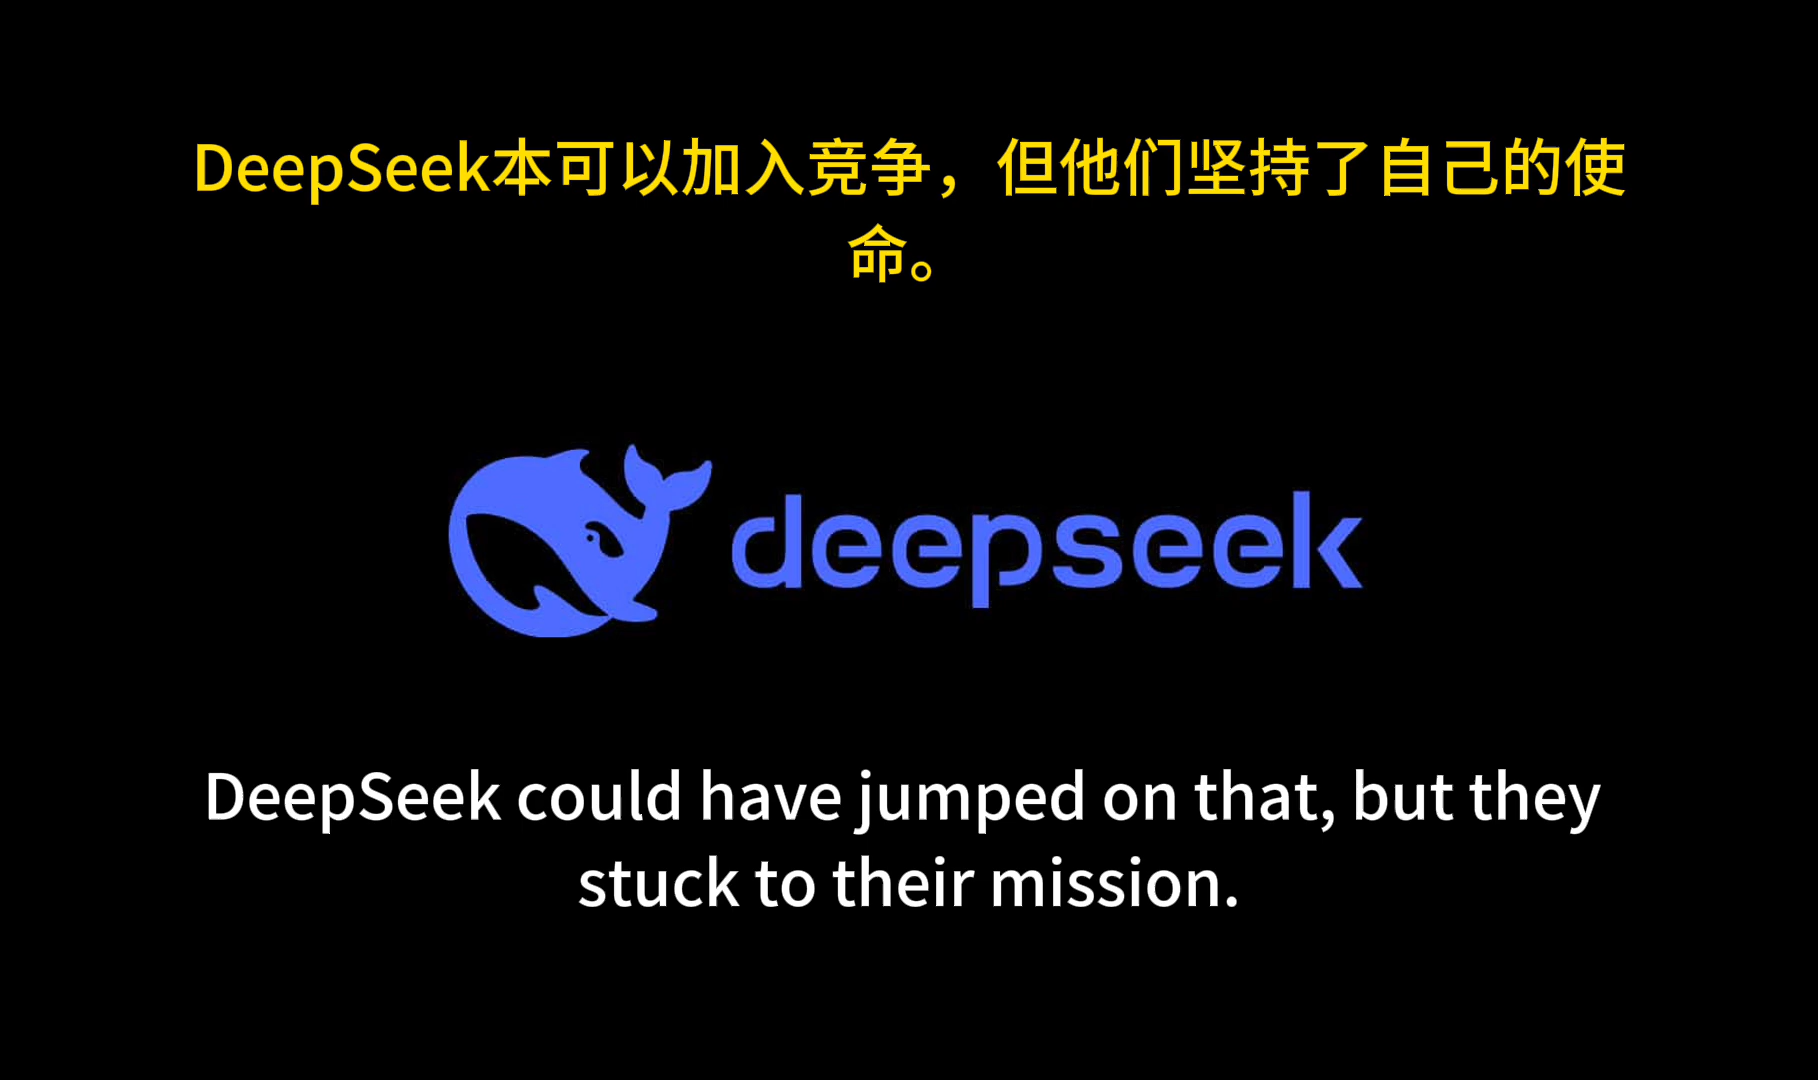 DeepSeek本可以加入竞争，但他们坚持了自己的使
命。
deepseek
DeepSeek could have jumped on that, but they
stuck to their mission.